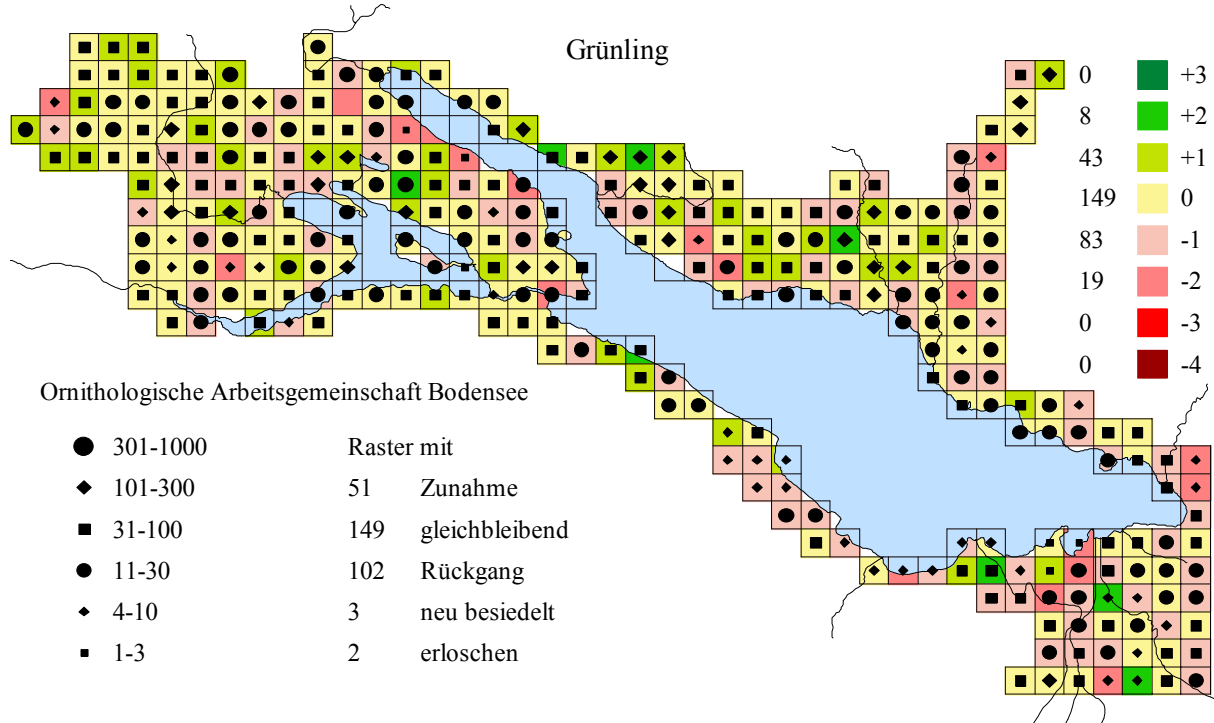 Grünling
0 +3
8 +2
43 +1
149 0
83 -1
19 -2
0 -3
0 -4
Ornithologische Arbeitsgemeinschaft Bodensee
301-1000 Raster mit
101-300 51 Zunahme
31-100 149 gleichbleibend
11-30 102 Rückgang
4-10 3 neu besiedelt
1-3 2 erloschen